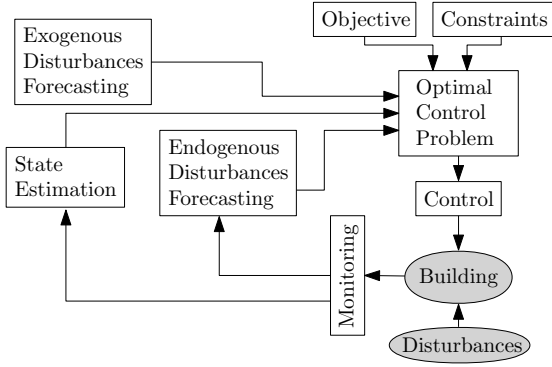 Objective
Constraints
Exogenous
Disturbances
Forecasting
Optimal
Control
Problem
Endogenous
Disturbances
Forecasting
State
Estimation
Control
Monitoring
Building
Disturbances